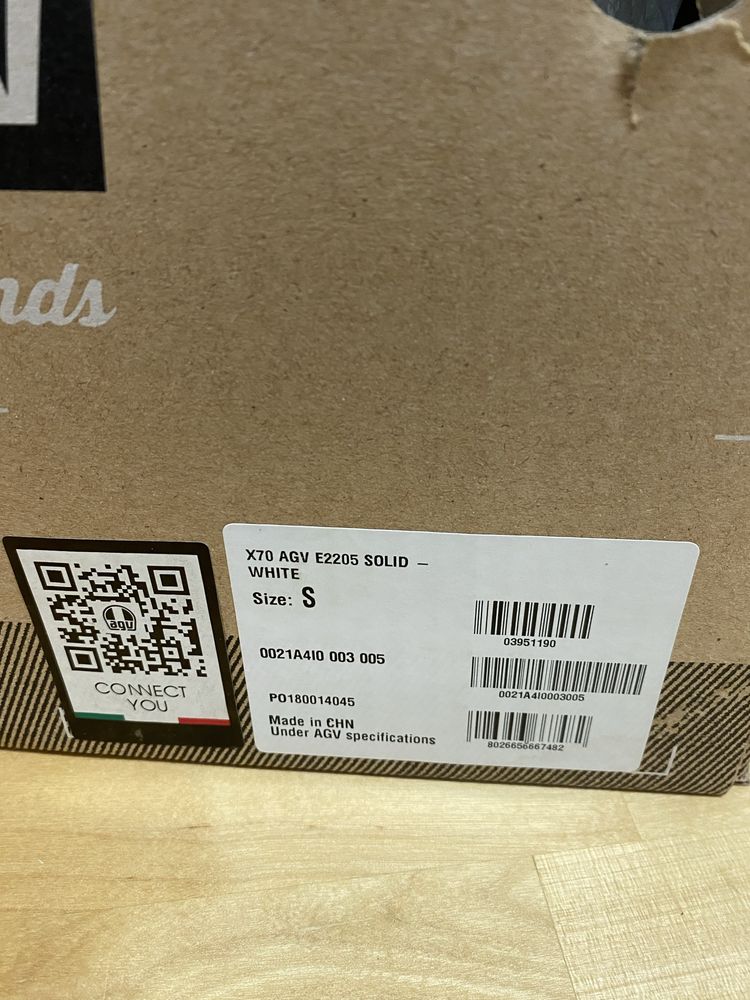 nds
X70 AGV E2205 SOLID –
WHITE
Size: S
03951190
0021A4I0 003 005
0021A4I0003005
PO180014045
Made in CHN
Under AGV specifications
8026656667482
agv
CONNECT
YOU